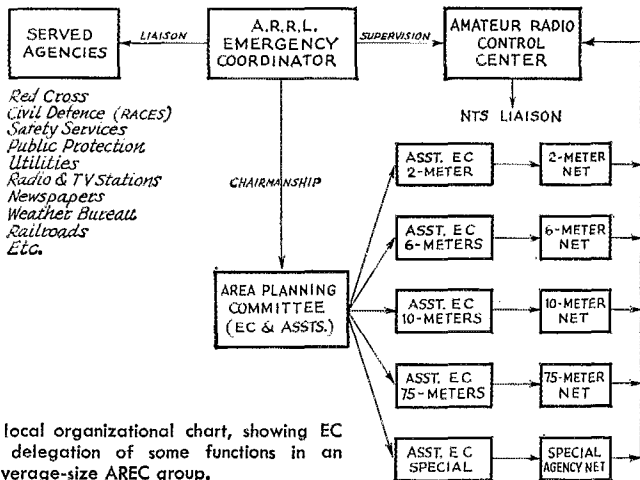 SERVED
AGENCIES
LIAISON
A.R.R.L.
EMERGENCY
COORDINATOR
SUPERVISION
AMATEUR RADIO
CONTROL
CENTER
NTS LIAISON
Red Cross
Civil Defence (RACES)
Safety Services
Public Protection
Utilities
Radio & TV Stations
Newspapers
Weather Bureau
Railroads
Etc.
CHAIRMANSHIP
AREA PLANNING
COMMITTEE
(EC & ASSTS.)
ASST. EC
2-METER
2-METER
NET
ASST. EC
6-METERS
6-METER
NET
ASST. EC
10-METERS
10-METER
NET
ASST. EC
75-METERS
75-METER
NET
ASST. EC
SPECIAL
SPECIAL
AGENCY NET
local organizational chart, showing EC
delegation of some functions in an
verage-size AREC group.